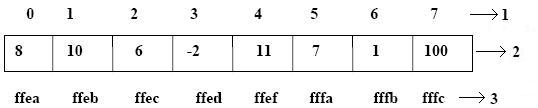 0 1 2 3 4 5 6 7 1
8 10 6 -2 11 7 1 100 2
ffea ffeb ffec ffed ffef fffa fffb fffc 3